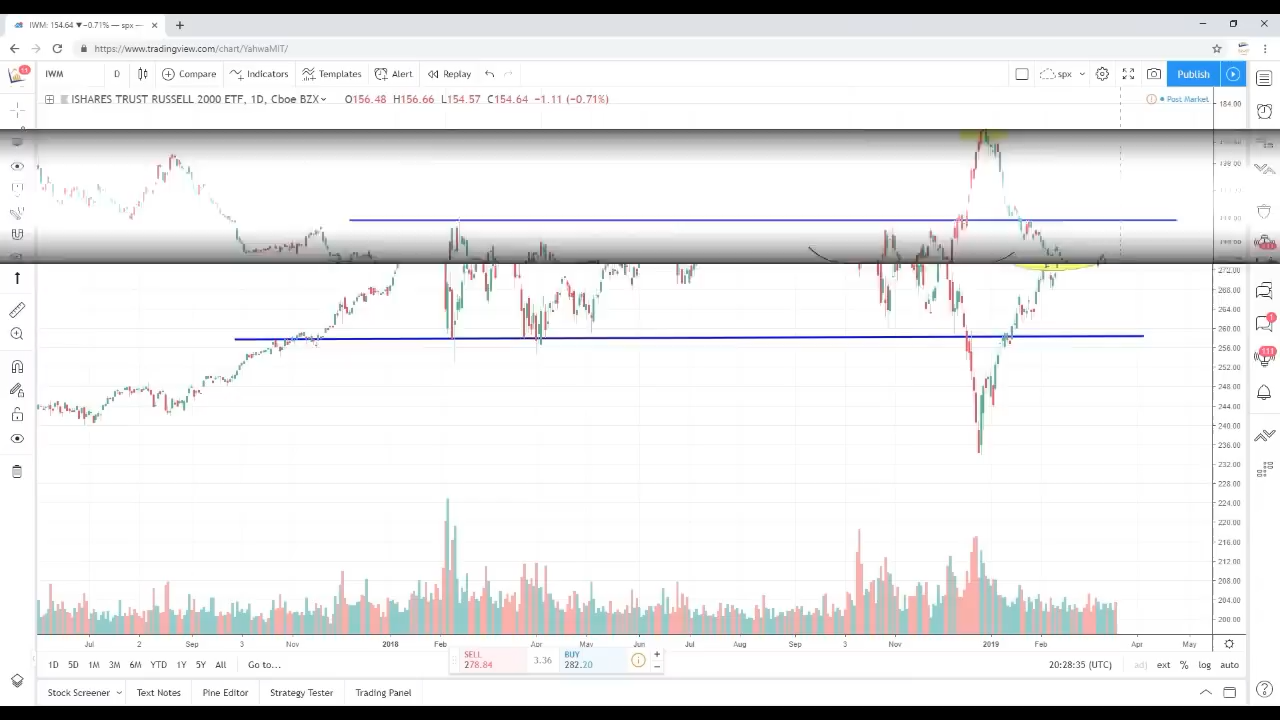 IWM: 154.64 ▼−0.71% — spx
https://www.tradingview.com/chart/YahwaMIT/
11
IWM D Compare Indicators Templates Alert Replay spx Publish
ISHARES TRUST RUSSELL 2000 ETF, 1D, Cboe BZX O156.48 H156.66 L154.57 C154.64 −1.11 (−0.71%)
Post Market
184.00
272.00
268.00
264.00
260.00
256.00
252.00
248.00
244.00
240.00
236.00
232.00
228.00
224.00
220.00
216.00
212.00
208.00
204.00
200.00
1
Jul 2 Sep 3 Nov 2018 Feb Apr May Jun Jul Aug Sep 3 Nov 2019 Feb Apr May
SELL 278.84 3.36 BUY 282.20
1D 5D 1M 3M 6M YTD 1Y 5Y All Go to... 20:28:35 (UTC) adj ext % log auto
Stock Screener Text Notes Pine Editor Strategy Tester Trading Panel